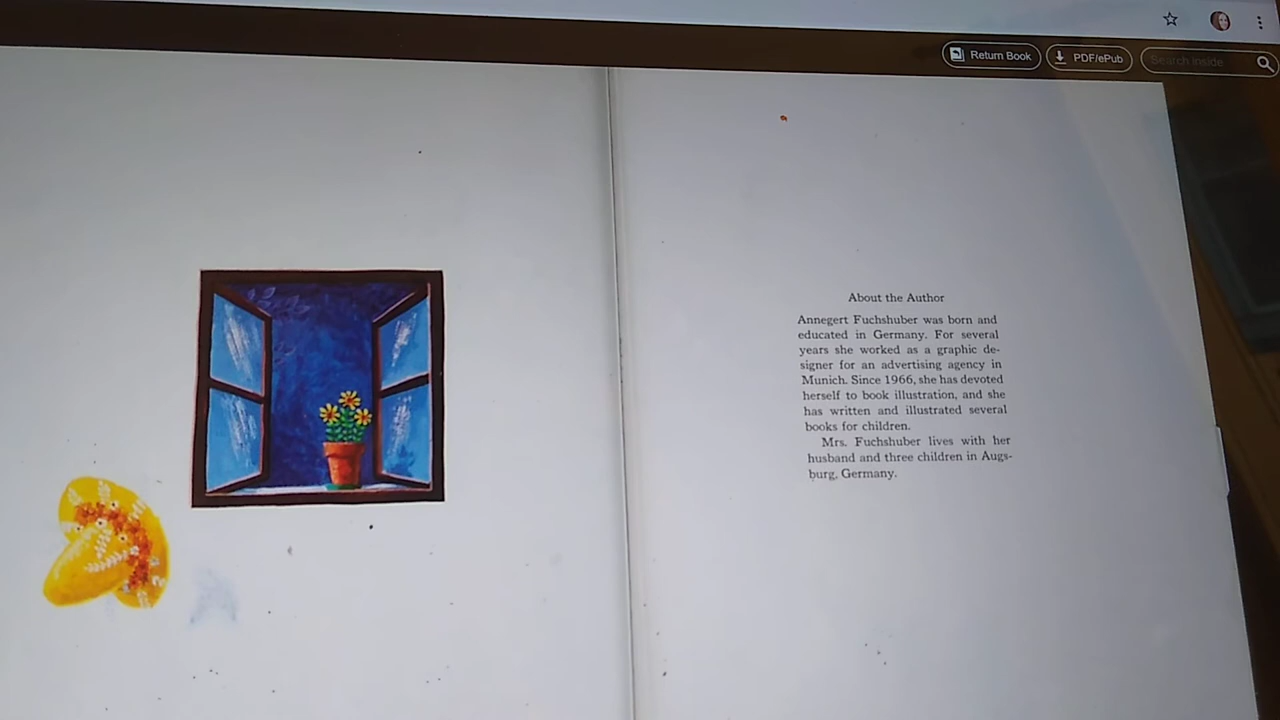 Return Book
PDF/ePub
Search inside
About the Author
Annegert Fuchshuber was born and
educated in Germany. For several
years she worked as a graphic de-
signer for an advertising agency in
Munich. Since 1966, she has devoted
herself to book illustration, and she
has written and illustrated several
books for children.
Mrs. Fuchshuber lives with her
husband and three children in Augs-
burg, Germany.